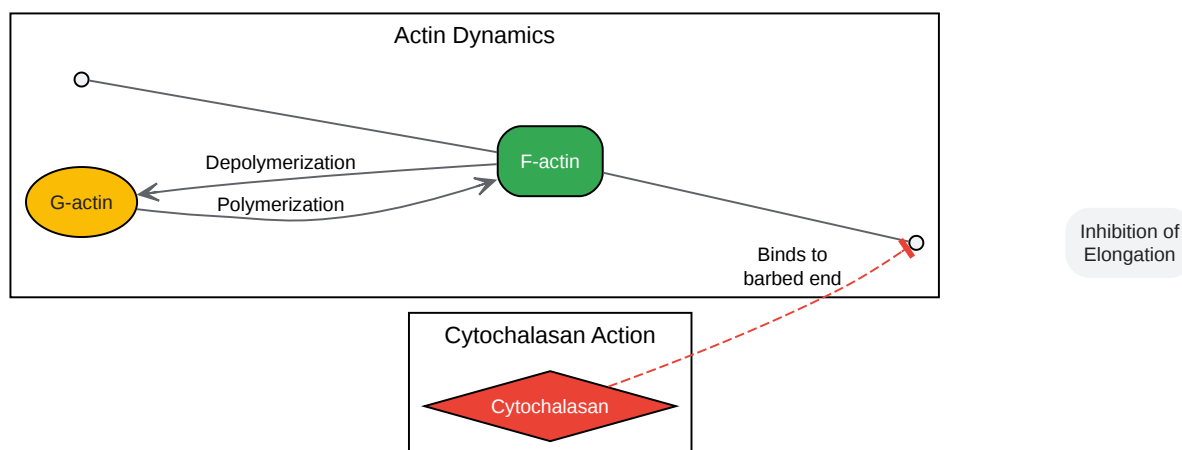 Actin Dynamics
Depolymerization
F-actin
G-actin
Polymerization
Binds to
barbed end
Inhibition of
Elongation
Cytochalasan Action
Cytochalasan